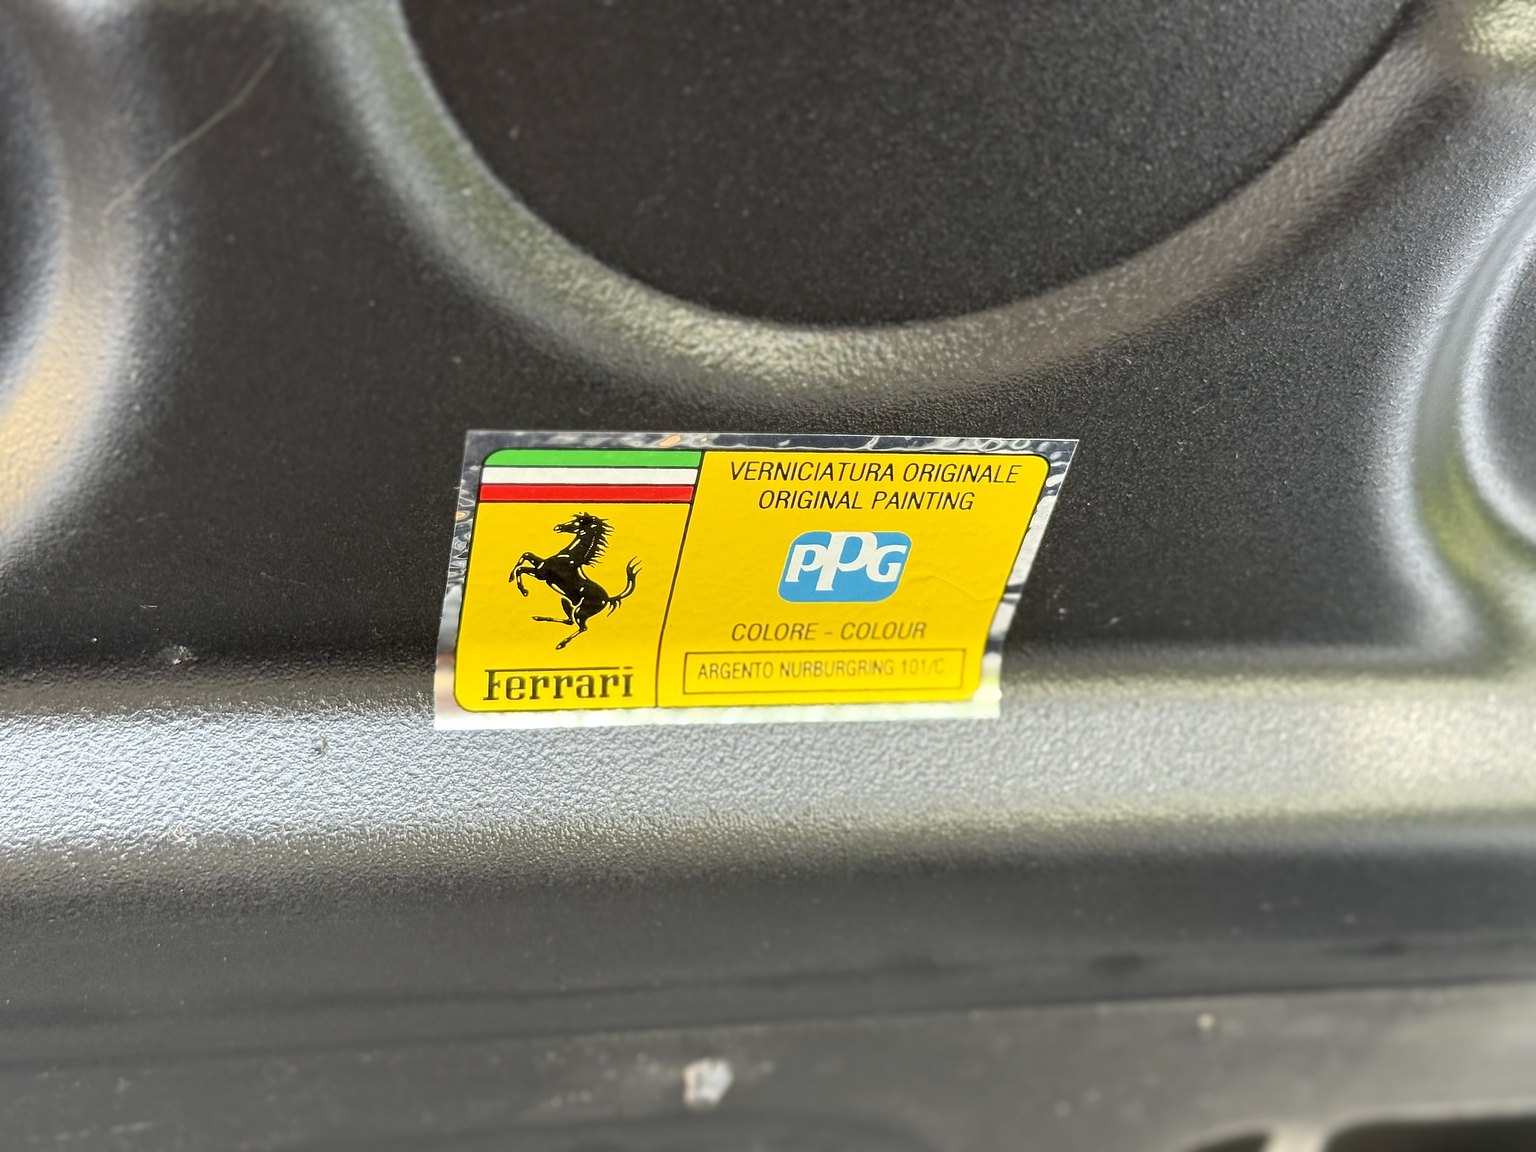 VERNICIATURA ORIGINALE
ORIGINAL PAINTING
PPG
COLORE - COLOUR
ARGENTO NURBURGRING 101/C
Ferrari